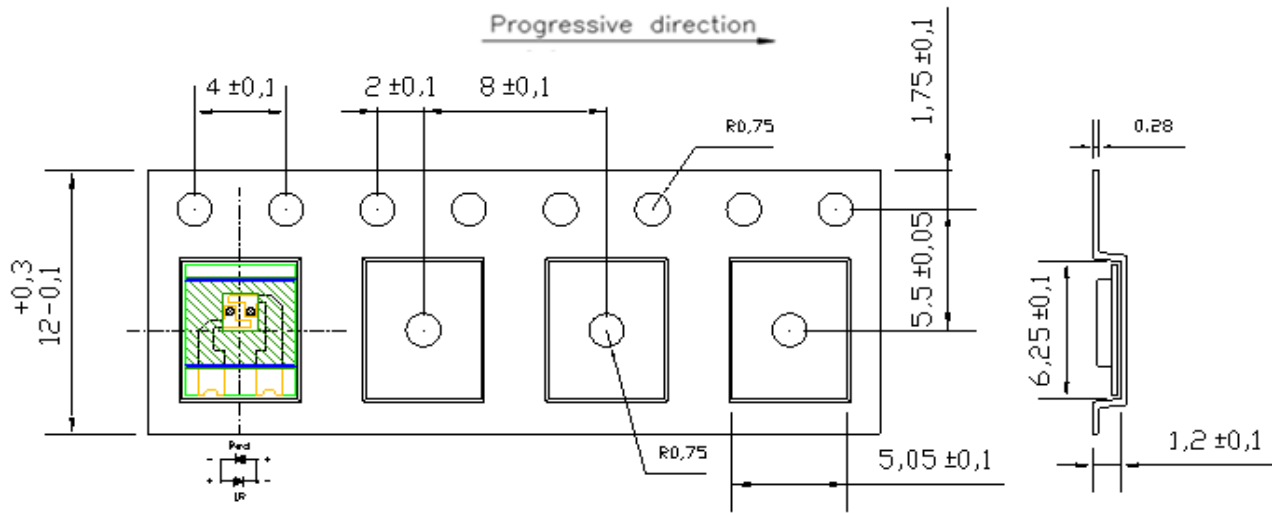 Progressive direction
4 ±0,1
2 ±0,1
8 ±0,1
1,75 ±0,1
R0,75
0.28
+0,3
12-0,1
5.5 ±0,05
6,25 ±0,1
R0,75
5,05 ±0,1
1,2 ±0,1
Red
- +
+ -
IR